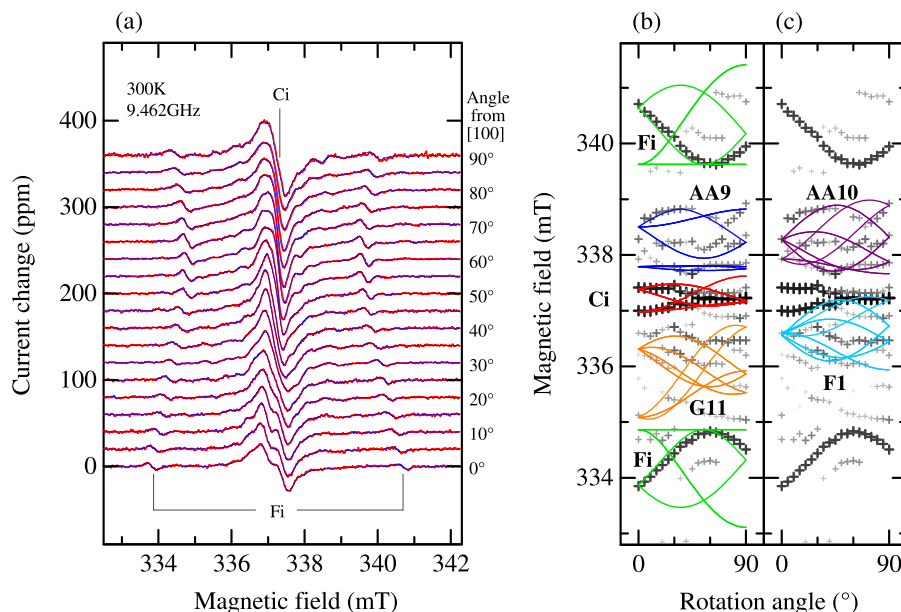 (a)
(b)
(c)
300K
9.462GHz
Ci
Angle
from
[100]
400
300
200
100
0
90°
80°
70°
60°
50°
40°
30°
20°
10°
0°
Fi
334
336
338
340
342
Current change (ppm)
Magnetic field (mT)
340
338
336
334
Magnetic field (mT)
Fi
AA9
AA10
Ci
G11
F1
Fi
0
90
0
90
Rotation angle (°)